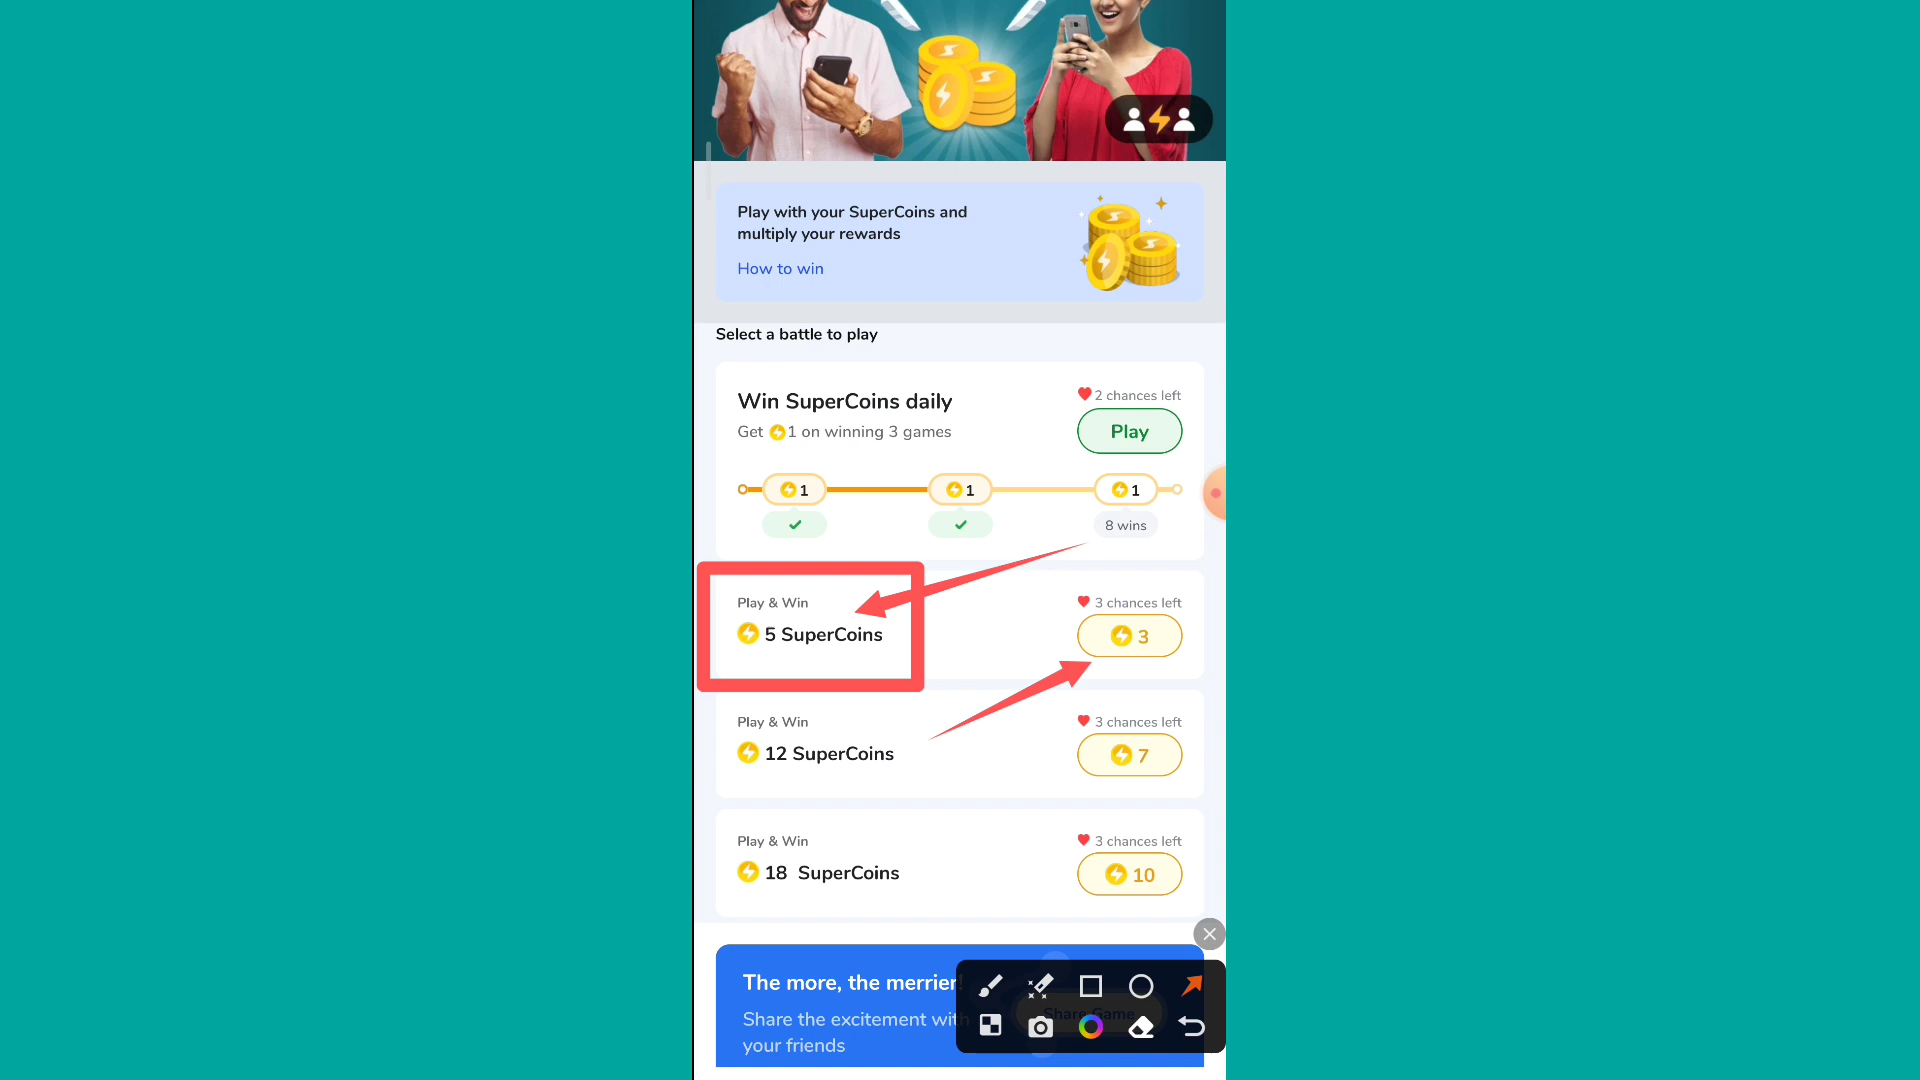 Play with your SuperCoins and
multiply your rewards
How to win
Select a battle to play
Win SuperCoins daily
2 chances left
Get 1 on winning 3 games
Play
1
1
1
8 wins
Play & Win
3 chances left
5 SuperCoins
3
Play & Win
3 chances left
12 SuperCoins
7
Play & Win
3 chances left
18 SuperCoins
10
The more, the merrier!
Share Game
Share the excitement with
your friends